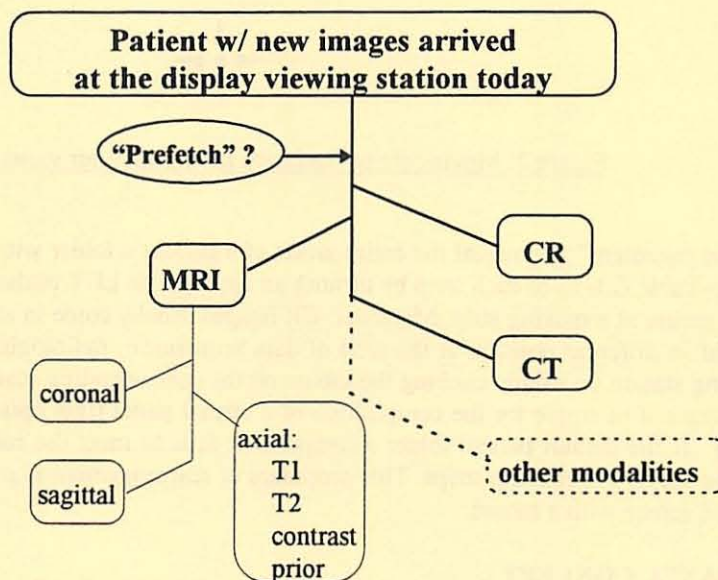 Patient w/ new images arrived
at the display viewing station today
"Prefetch" ?
CR
MRI
CT
coronal
sagittal
axial:
T1
T2
contrast
prior
other modalities